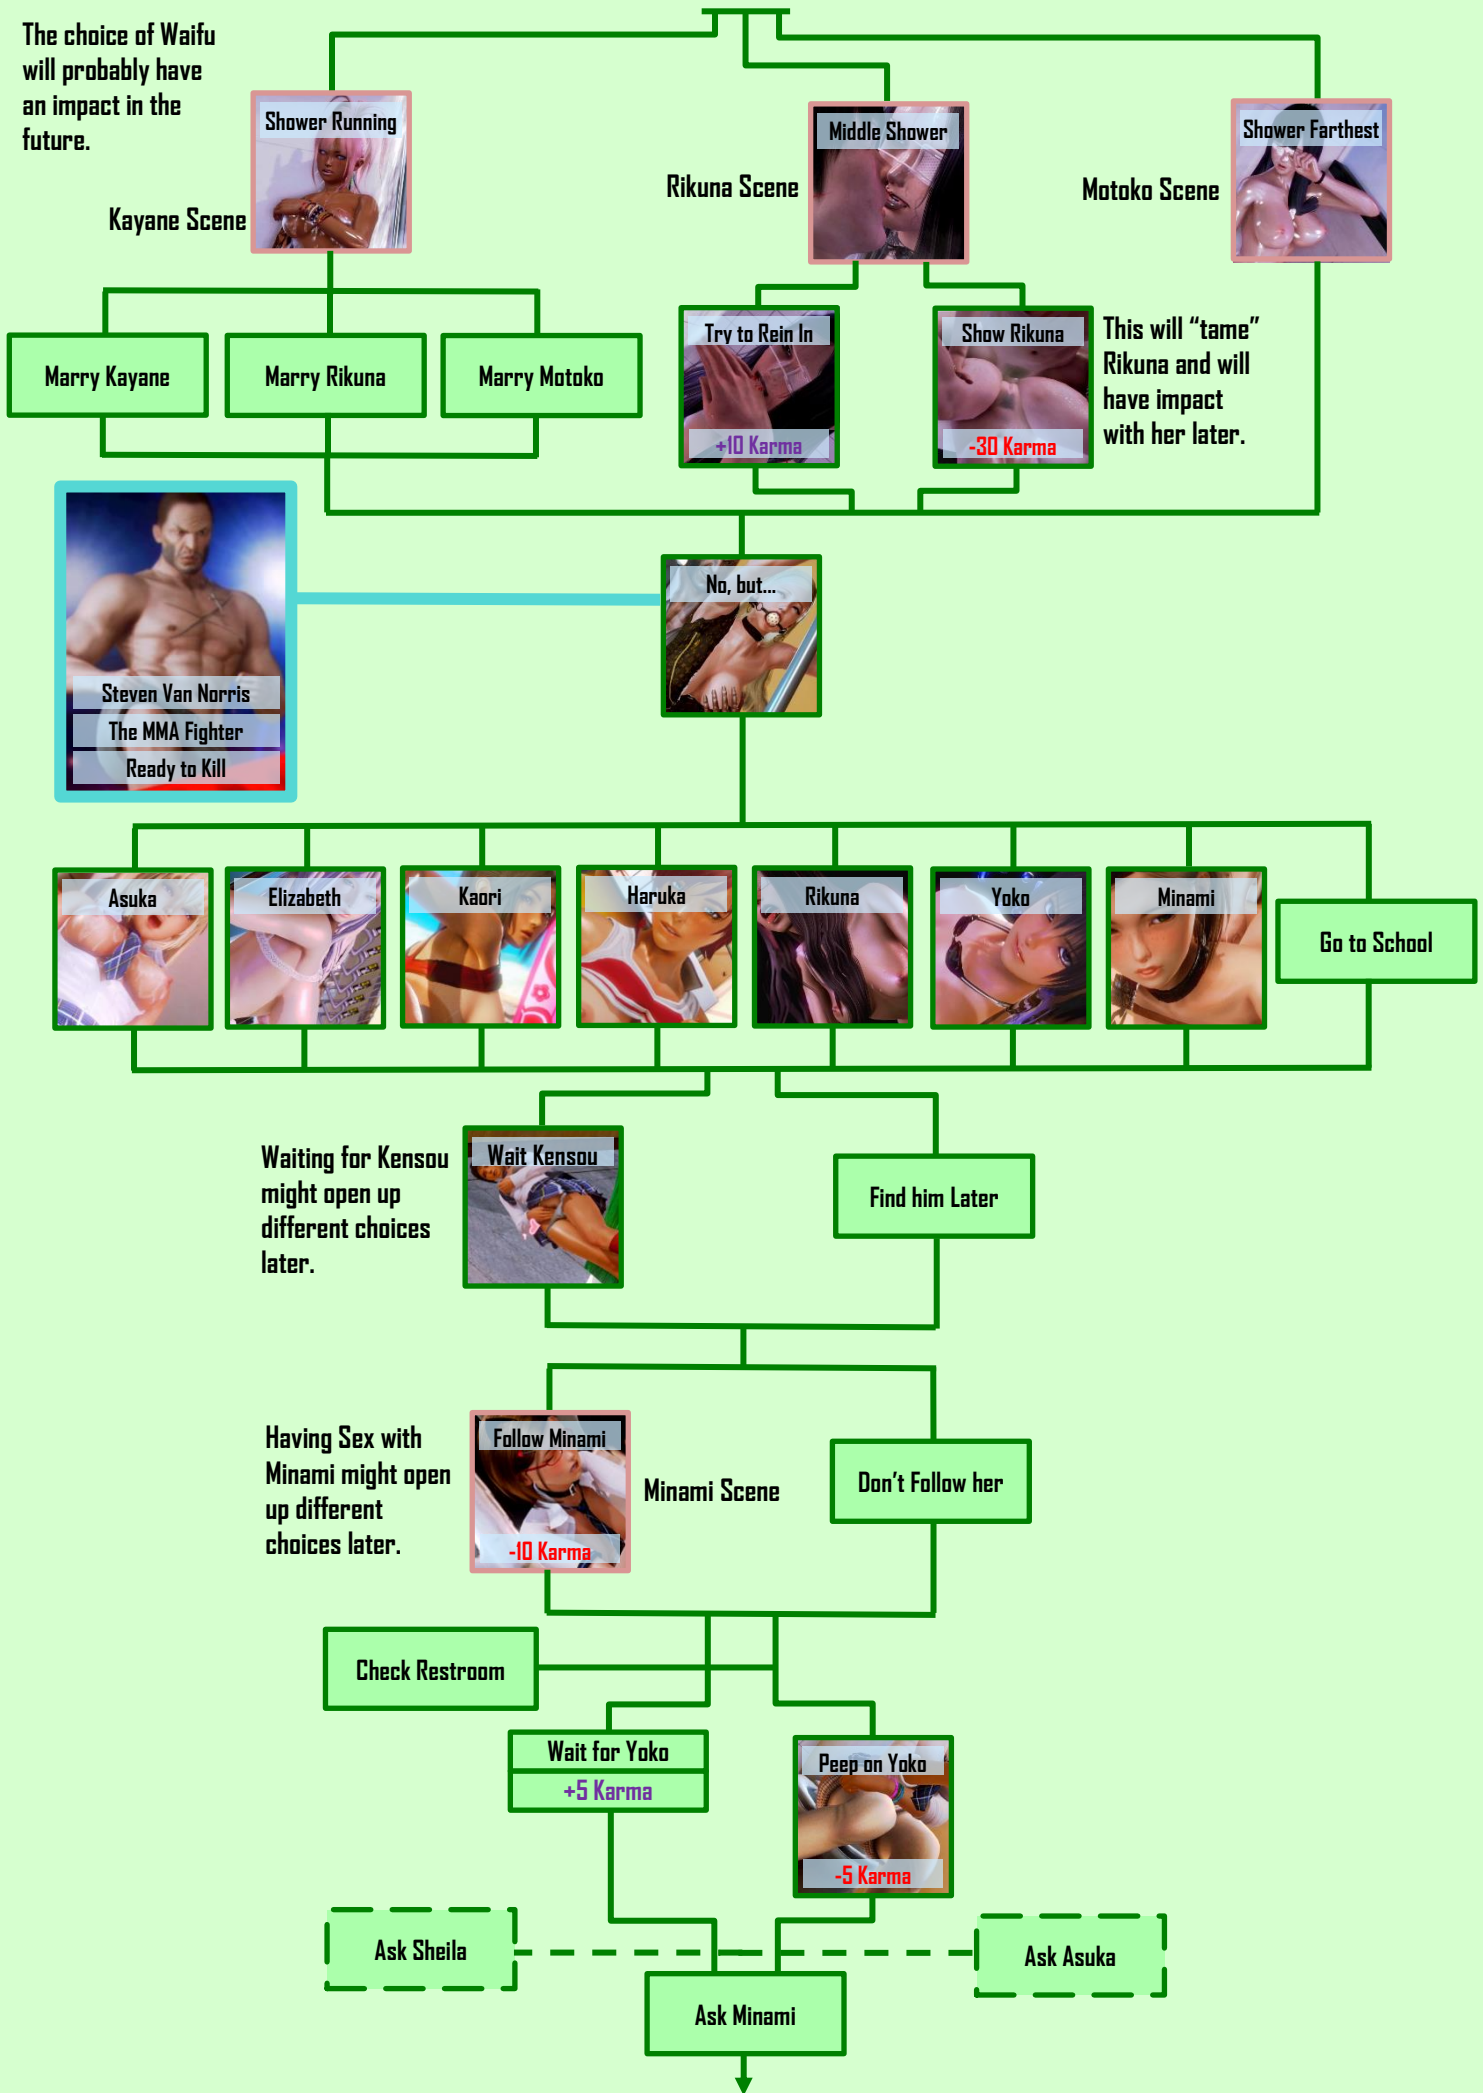 The choice of Waifu
will probably have
an impact in the
future.
Shower Running
Kayane Scene
Middle Shower
Rikuna Scene
Shower Farthest
Motoko Scene
Marry Kayane
Marry Rikuna
Marry Motoko
Try to Rein In
+10 Karma
Show Rikuna
-30 Karma
This will “tame”
Rikuna and will
have impact
with her later.
Steven Van Norris
The MMA Fighter
Ready to Kill
No, but...
Asuka
Elizabeth
Kaori
Haruka
Rikuna
Yoko
Minami
Go to School
Waiting for Kensou
might open up
different choices
later.
Wait Kensou
Find him Later
Having Sex with
Minami might open
up different
choices later.
Follow Minami
-10 Karma
Minami Scene
Don’t Follow her
Check Restroom
Wait for Yoko
+5 Karma
Peep on Yoko
-5 Karma
Ask Sheila
Ask Asuka
Ask Minami